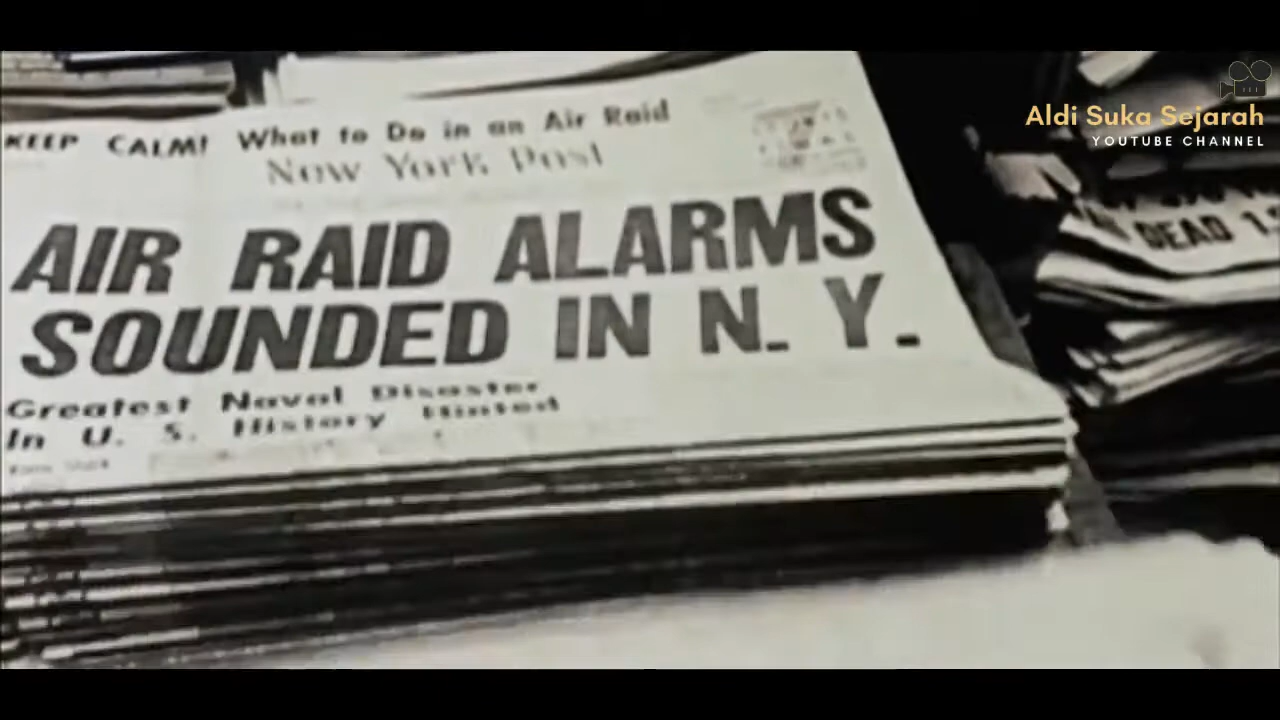 KEEP CALM! What to Do in an Air Raid
New York Post
AIR RAID ALARMS
SOUNDED IN N. Y.
Greatest Naval Disaster
In U. S. History Hinted
DEAD
Aldi Suka Sejarah
YOUTUBE CHANNEL